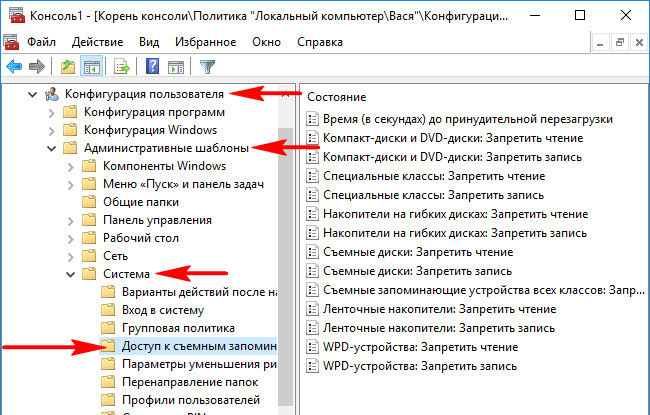 Консоль1 - [Корень консоли\Политика "Локальный компьютер\Вася"\Конфигураци...
Файл Действие Вид Избранное Окно Справка
Конфигурация пользователя
Конфигурация программ
Конфигурация Windows
Административные шаблоны
Компоненты Windows
Меню «Пуск» и панель задач
Общие папки
Панель управления
Рабочий стол
Сеть
Система
Варианты действий после на
Вход в систему
Групповая политика
Доступ к съемным запомин
Параметры уменьшения ри
Перенаправление папок
Профили пользователей
Состояние
Время (в секундах) до принудительной перезагрузки
Компакт-диски и DVD-диски: Запретить чтение
Компакт-диски и DVD-диски: Запретить запись
Специальные классы: Запретить чтение
Специальные классы: Запретить запись
Накопители на гибких дисках: Запретить чтение
Накопители на гибких дисках: Запретить запись
Съемные диски: Запретить чтение
Съемные диски: Запретить запись
Съемные запоминающие устройства всех классов: Запр...
Ленточные накопители: Запретить чтение
Ленточные накопители: Запретить запись
WPD-устройства: Запретить чтение
WPD-устройства: Запретить запись